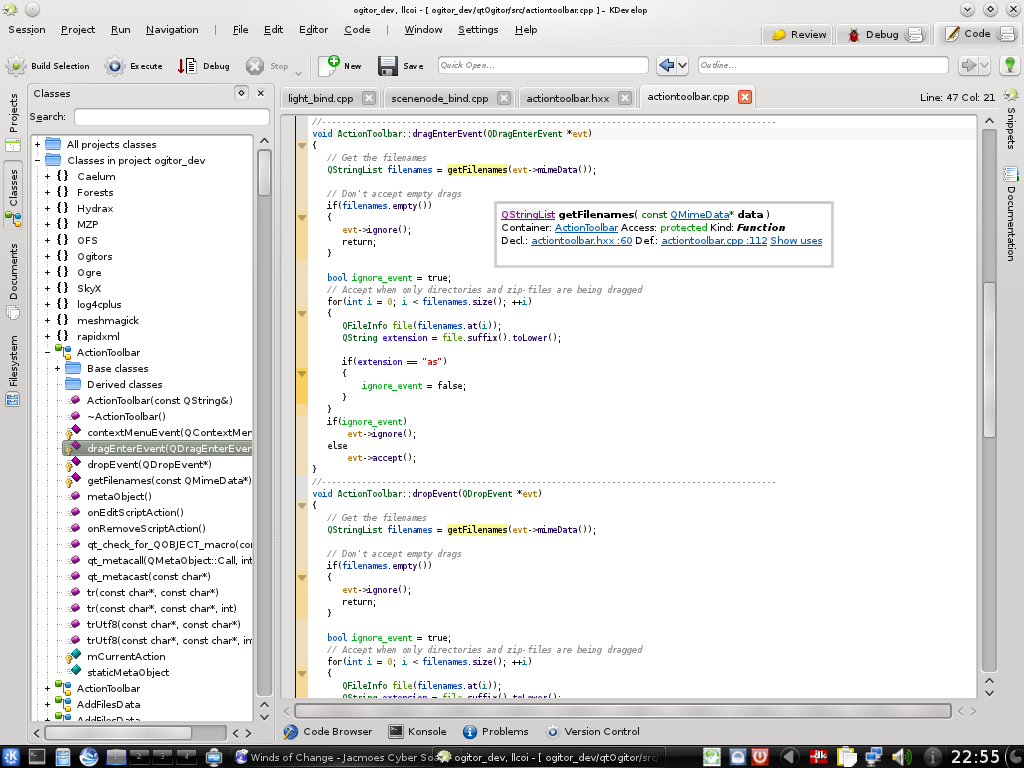 ogitor_dev, llcoi - [ ogitor_dev/qtOgitor/src/actiontoolbar.cpp ] – KDevelop
Session Project Run Navigation File Edit Editor Code Window Settings Help
Review Debug Code
Build Selection Execute Debug Stop New Save Quick Open... Outline...
Classes
light_bind.cpp scenenode_bind.cpp actiontoolbar.hxx actiontoolbar.cpp Line: 47 Col: 21
Search:
Projects
Classes
Documents
Filesystem
All projects classes
Classes in project ogitor_dev
Caelum
Forests
Hydrax
MZP
OFS
Ogitors
Ogre
SkyX
log4cplus
meshmagick
rapidxml
ActionToolbar
Base classes
Derived classes
ActionToolbar(const QString&)
~ActionToolbar()
contextMenuEvent(QContextMen
dragEnterEvent(QDragEnterEven
dropEvent(QDropEvent*)
getFilenames(const QMimeData*)
metaObject()
onEditScriptAction()
onRemoveScriptAction()
qt_check_for_QOBJECT_macro(con
qt_metacall(QMetaObject::Call, int
qt_metacast(const char*)
tr(const char*, const char*)
tr(const char*, const char*, int)
trUtf8(const char*, const char*)
trUtf8(const char*, const char*, in
mCurrentAction
staticMetaObject
ActionToolbar
AddFilesData
AddFilesData
void ActionToolbar::dragEnterEvent(QDragEnterEvent *evt)
{
// Get the filenames
QStringList filenames = getFilenames(evt->mimeData());
// Don't accept empty drags
if(filenames.empty())
{
evt->ignore();
return;
}
bool ignore_event = true;
// Accept when only directories and zip-files are being dragged
for(int i = 0; i < filenames.size(); ++i)
{
QFileInfo file(filenames.at(i));
QString extension = file.suffix().toLower();
if(extension == "as")
{
ignore_event = false;
}
}
if(ignore_event)
evt->ignore();
else
evt->accept();
}
//
void ActionToolbar::dropEvent(QDropEvent *evt)
{
// Get the filenames
QStringList filenames = getFilenames(evt->mimeData());
// Don't accept empty drags
if(filenames.empty())
{
evt->ignore();
return;
}
bool ignore_event = true;
// Accept when only directories and zip-files are being dragged
for(int i = 0; i < filenames.size(); ++i)
{
QFileInfo file(filenames.at(i));
QString extension = file.suffix().toLower();
QStringList getFilenames( const QMimeData* data )
Container: ActionToolbar Access: protected Kind: Function
Decl.: actiontoolbar.hxx :60 Def.: actiontoolbar.cpp :112 Show uses
Snippets
Documentation
Code Browser Konsole Problems Version Control
1 2 3 4 Winds of Change - Jacmoes Cyber Soa ogitor_dev, llcoi - [ ogitor_dev/qtOgitor/src/ 22:55